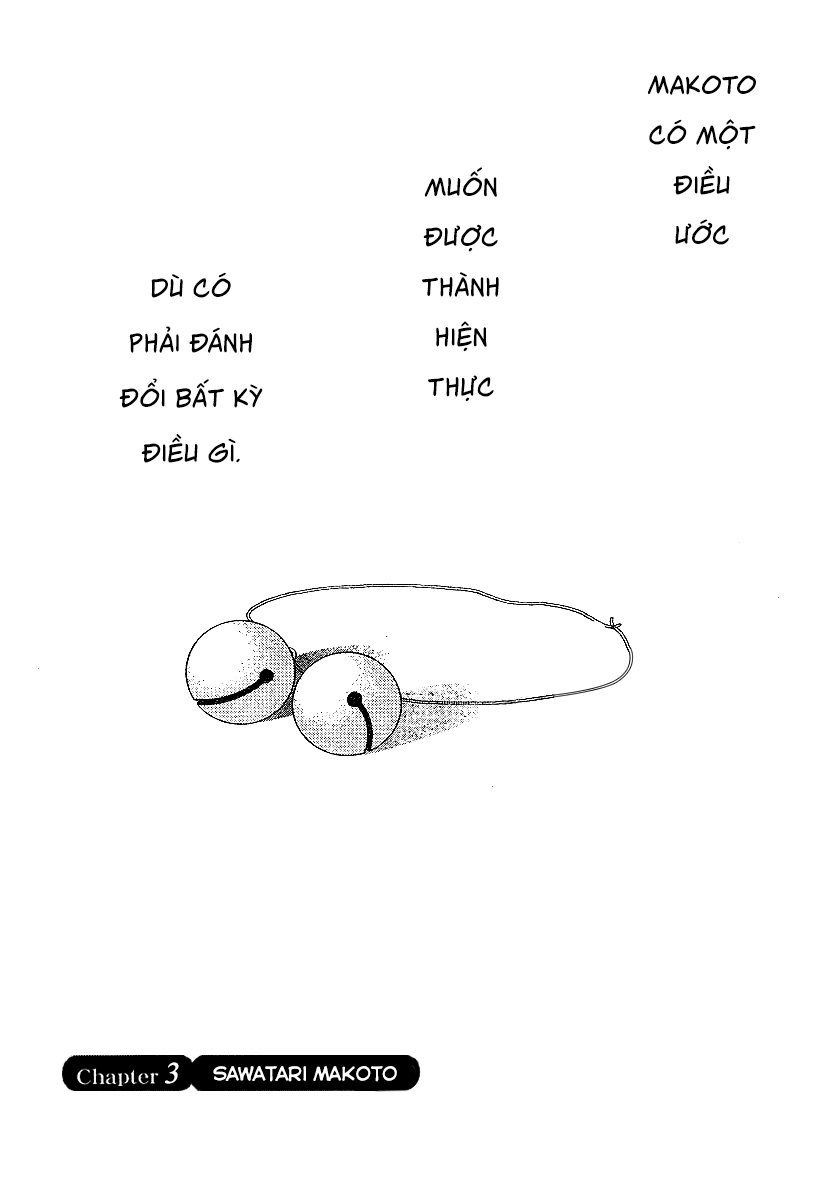 MAKOTO
CÓ MỘT
ĐIỀU
ƯỚC
MUỐN
ĐƯỢC
THÀNH
HIỆN
THỰC
DÙ CÓ
PHẢI ĐÁNH
ĐỔI BẤT KỲ
ĐIỀU GÌ.
Chapter 3 SAWATARI MAKOTO